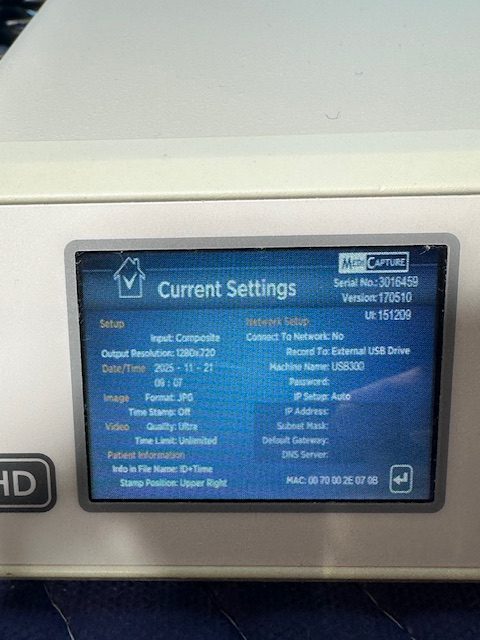 MEDICAPTURE
Current Settings
Serial No.: 3016459
Version: 170510
UI: 151209
Setup
Input: Composite
Output Resolution: 1280x720
Date/Time 2025 - 11 - 21
09 : 07
Image Format: JPG
Time Stamp: Off
Video Quality: Ultra
Time Limit: Unlimited
Patient Information
Info in File Name: ID+Time
Stamp Position: Upper Right
Network Setup
Connect To Network: No
Record To: External USB Drive
Machine Name: USB300
Password:
IP Setup: Auto
IP Address:
Subnet Mask:
Default Gateway:
DNS Server:
MAC: 00 70 00 2E 07 0B
HD